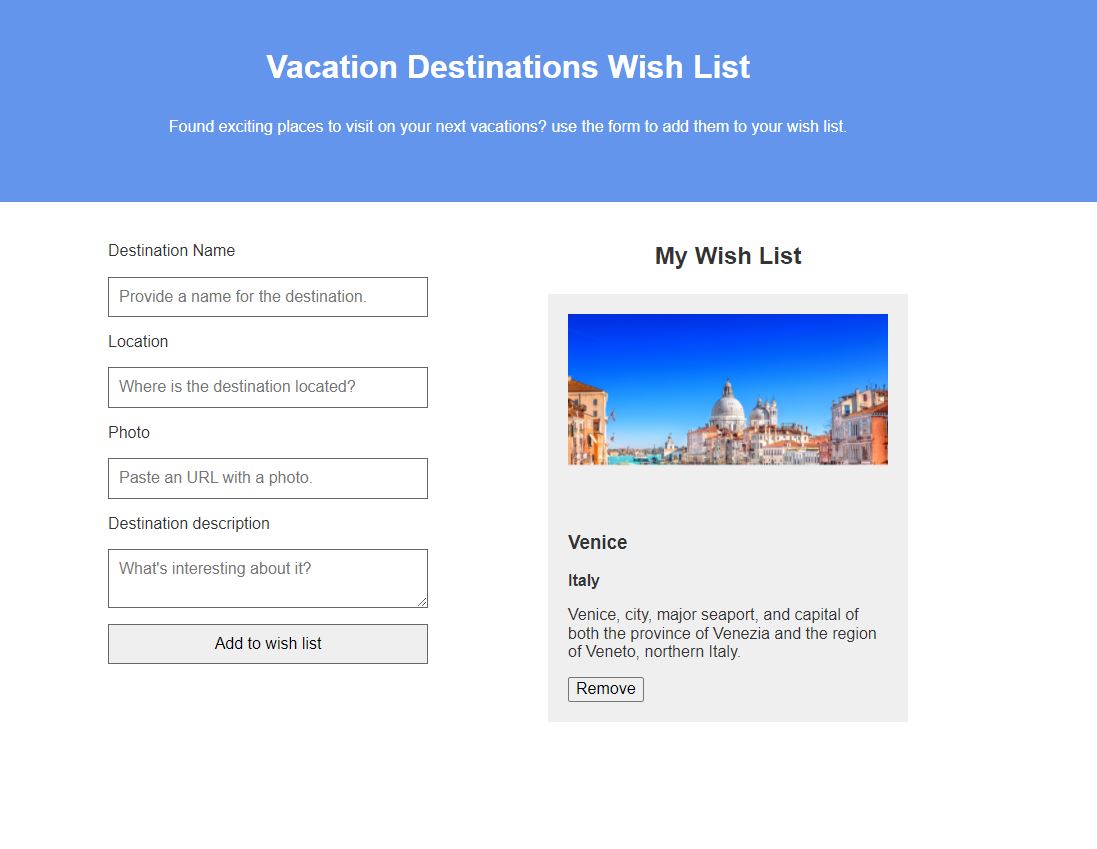 Vacation Destinations Wish List
Found exciting places to visit on your next vacations? use the form to add them to your wish list.
Destination Name
Provide a name for the destination.
Location
Where is the destination located?
Photo
Paste an URL with a photo.
Destination description
What's interesting about it?
Add to wish list
My Wish List
Venice
Italy
Venice, city, major seaport, and capital of
both the province of Venezia and the region
of Veneto, northern Italy.
Remove